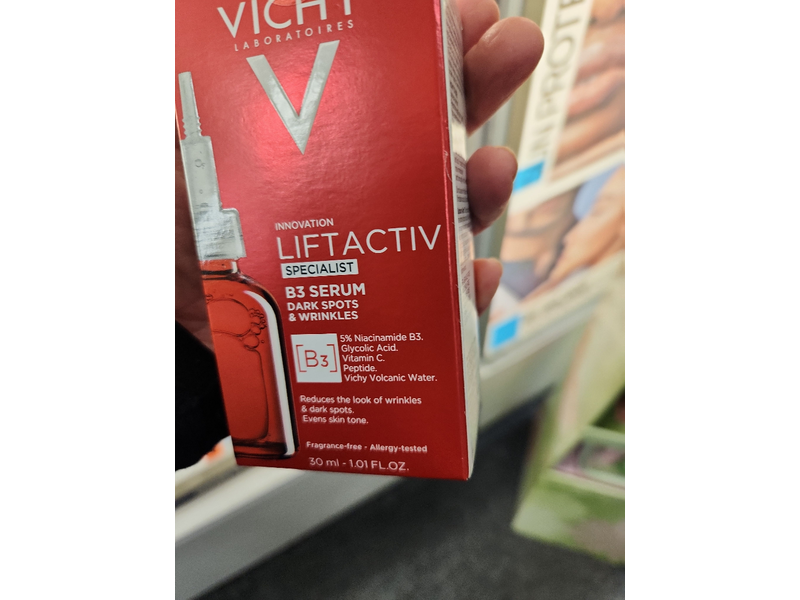 VICHY
LABORATOIRES
INNOVATION
LIFTACTIV
SPECIALIST
B3 SERUM
DARK SPOTS
& WRINKLES
[B3]
5% Niacinamide B3.
Glycolic Acid.
Vitamin C.
Peptide.
Vichy Volcanic Water.
Reduces the look of wrinkles
& dark spots.
Evens skin tone.
Fragrance-free - Allergy-tested
30 ml - 1.01 FL.OZ.